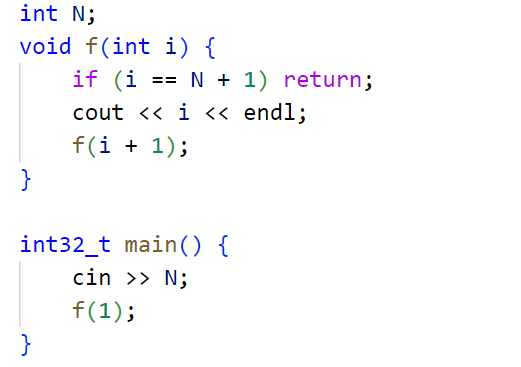 int N;
void f(int i) {
    if (i == N + 1) return;
    cout << i << endl;
    f(i + 1);
}

int32_t main() {
    cin >> N;
    f(1);
}